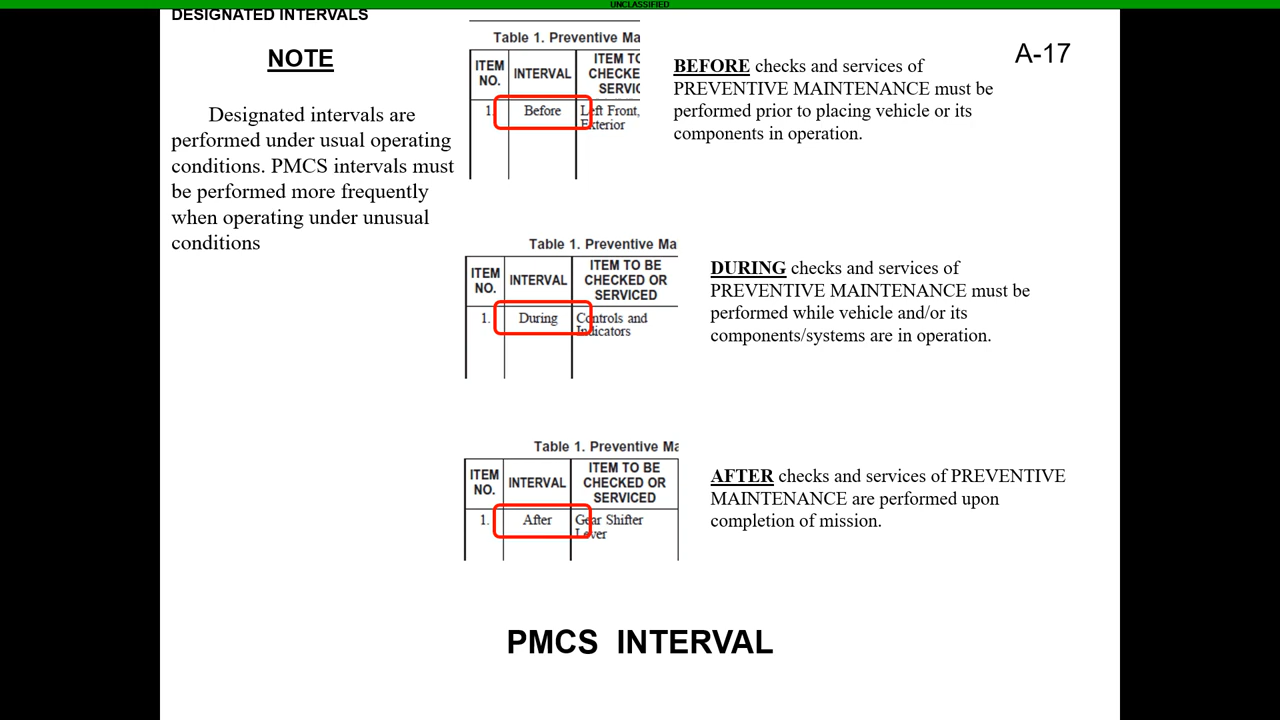 UNCLASSIFIED
DESIGNATED INTERVALS
A-17
NOTE
Designated intervals are
performed under usual operating
conditions. PMCS intervals must
be performed more frequently
when operating under unusual
conditions
Table 1. Preventive Ma
ITEM NO. INTERVAL ITEM TO CHECKE SERVIC
1. Before Left Front,
Exterior
BEFORE checks and services of
PREVENTIVE MAINTENANCE must be
performed prior to placing vehicle or its
components in operation.
Table 1. Preventive Ma
ITEM NO. INTERVAL ITEM TO BE CHECKED OR SERVICED
1. During Controls and
Indicators
DURING checks and services of
PREVENTIVE MAINTENANCE must be
performed while vehicle and/or its
components/systems are in operation.
Table 1. Preventive Ma
ITEM NO. INTERVAL ITEM TO BE CHECKED OR SERVICED
1. After Gear Shifter
Lever
AFTER checks and services of PREVENTIVE
MAINTENANCE are performed upon
completion of mission.
PMCS INTERVAL